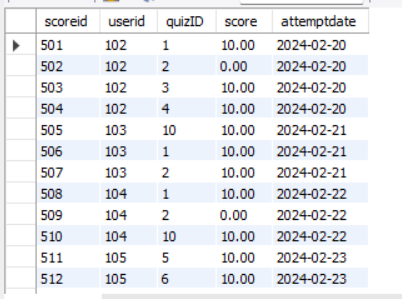 scoreid userid quizID score attemptdate
501 102 1 10.00 2024-02-20
502 102 2 0.00 2024-02-20
503 102 3 10.00 2024-02-20
504 102 4 10.00 2024-02-20
505 103 10 10.00 2024-02-21
506 103 1 10.00 2024-02-21
507 103 2 10.00 2024-02-21
508 104 1 10.00 2024-02-22
509 104 2 0.00 2024-02-22
510 104 10 10.00 2024-02-22
511 105 5 10.00 2024-02-23
512 105 6 10.00 2024-02-23